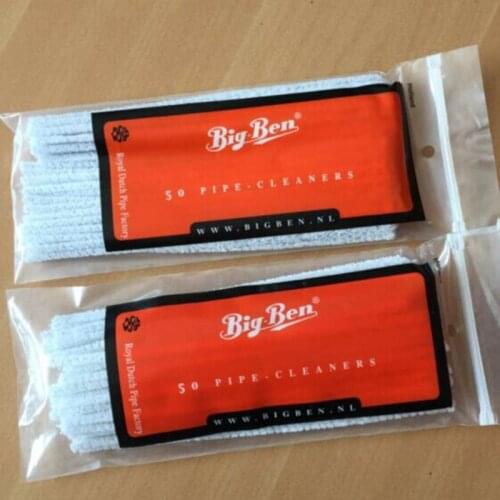 Big-Ben®
50 PIPE-CLEANERS
WWW.BIGBEN.NL
Royal Dutch Pipe Factory
Big-Ben®
50 PIPE-CLEANERS
WWW.BIGBEN.NL
Royal Dutch Pipe Factory